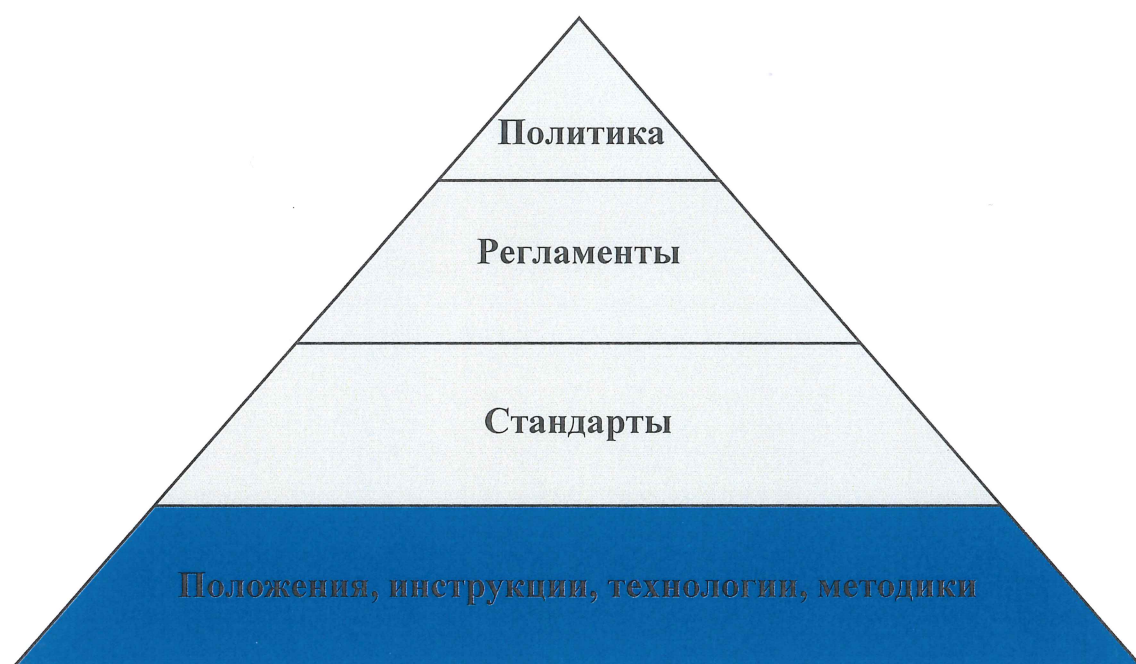 Политика
Регламенты
Стандарты
Положения, инструкции, технологии, методики